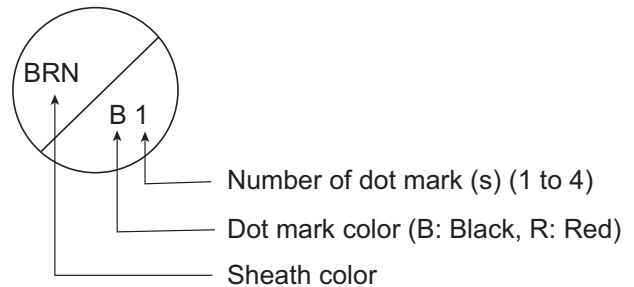 BRN
B 1
Number of dot mark (s) (1 to 4)
Dot mark color (B: Black, R: Red)
Sheath color